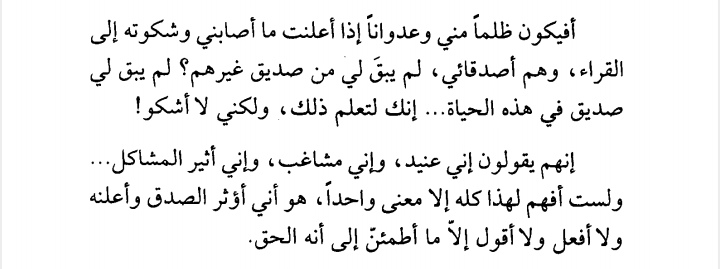 أفيكون ظلماً مني وعدواناً إذا أعلنت ما أصابني وشكوته إلى
القراء، وهم أصدقائي، لم يبقَ لي من صديق غيرهم؟ لم يبق لي
صديق في هذه الحياة... إنك لتعلم ذلك، ولكني لا أشكو!
إنهم يقولون إني عنيد، وإني مشاغب، وإني أثير المشاكل...
ولست أفهم لهذا كله إلا معنى واحداً، هو أني أؤثر الصدق وأعلنه
ولا أفعل ولا أقول إلاّ ما أطمئنّ إلى أنه الحق.